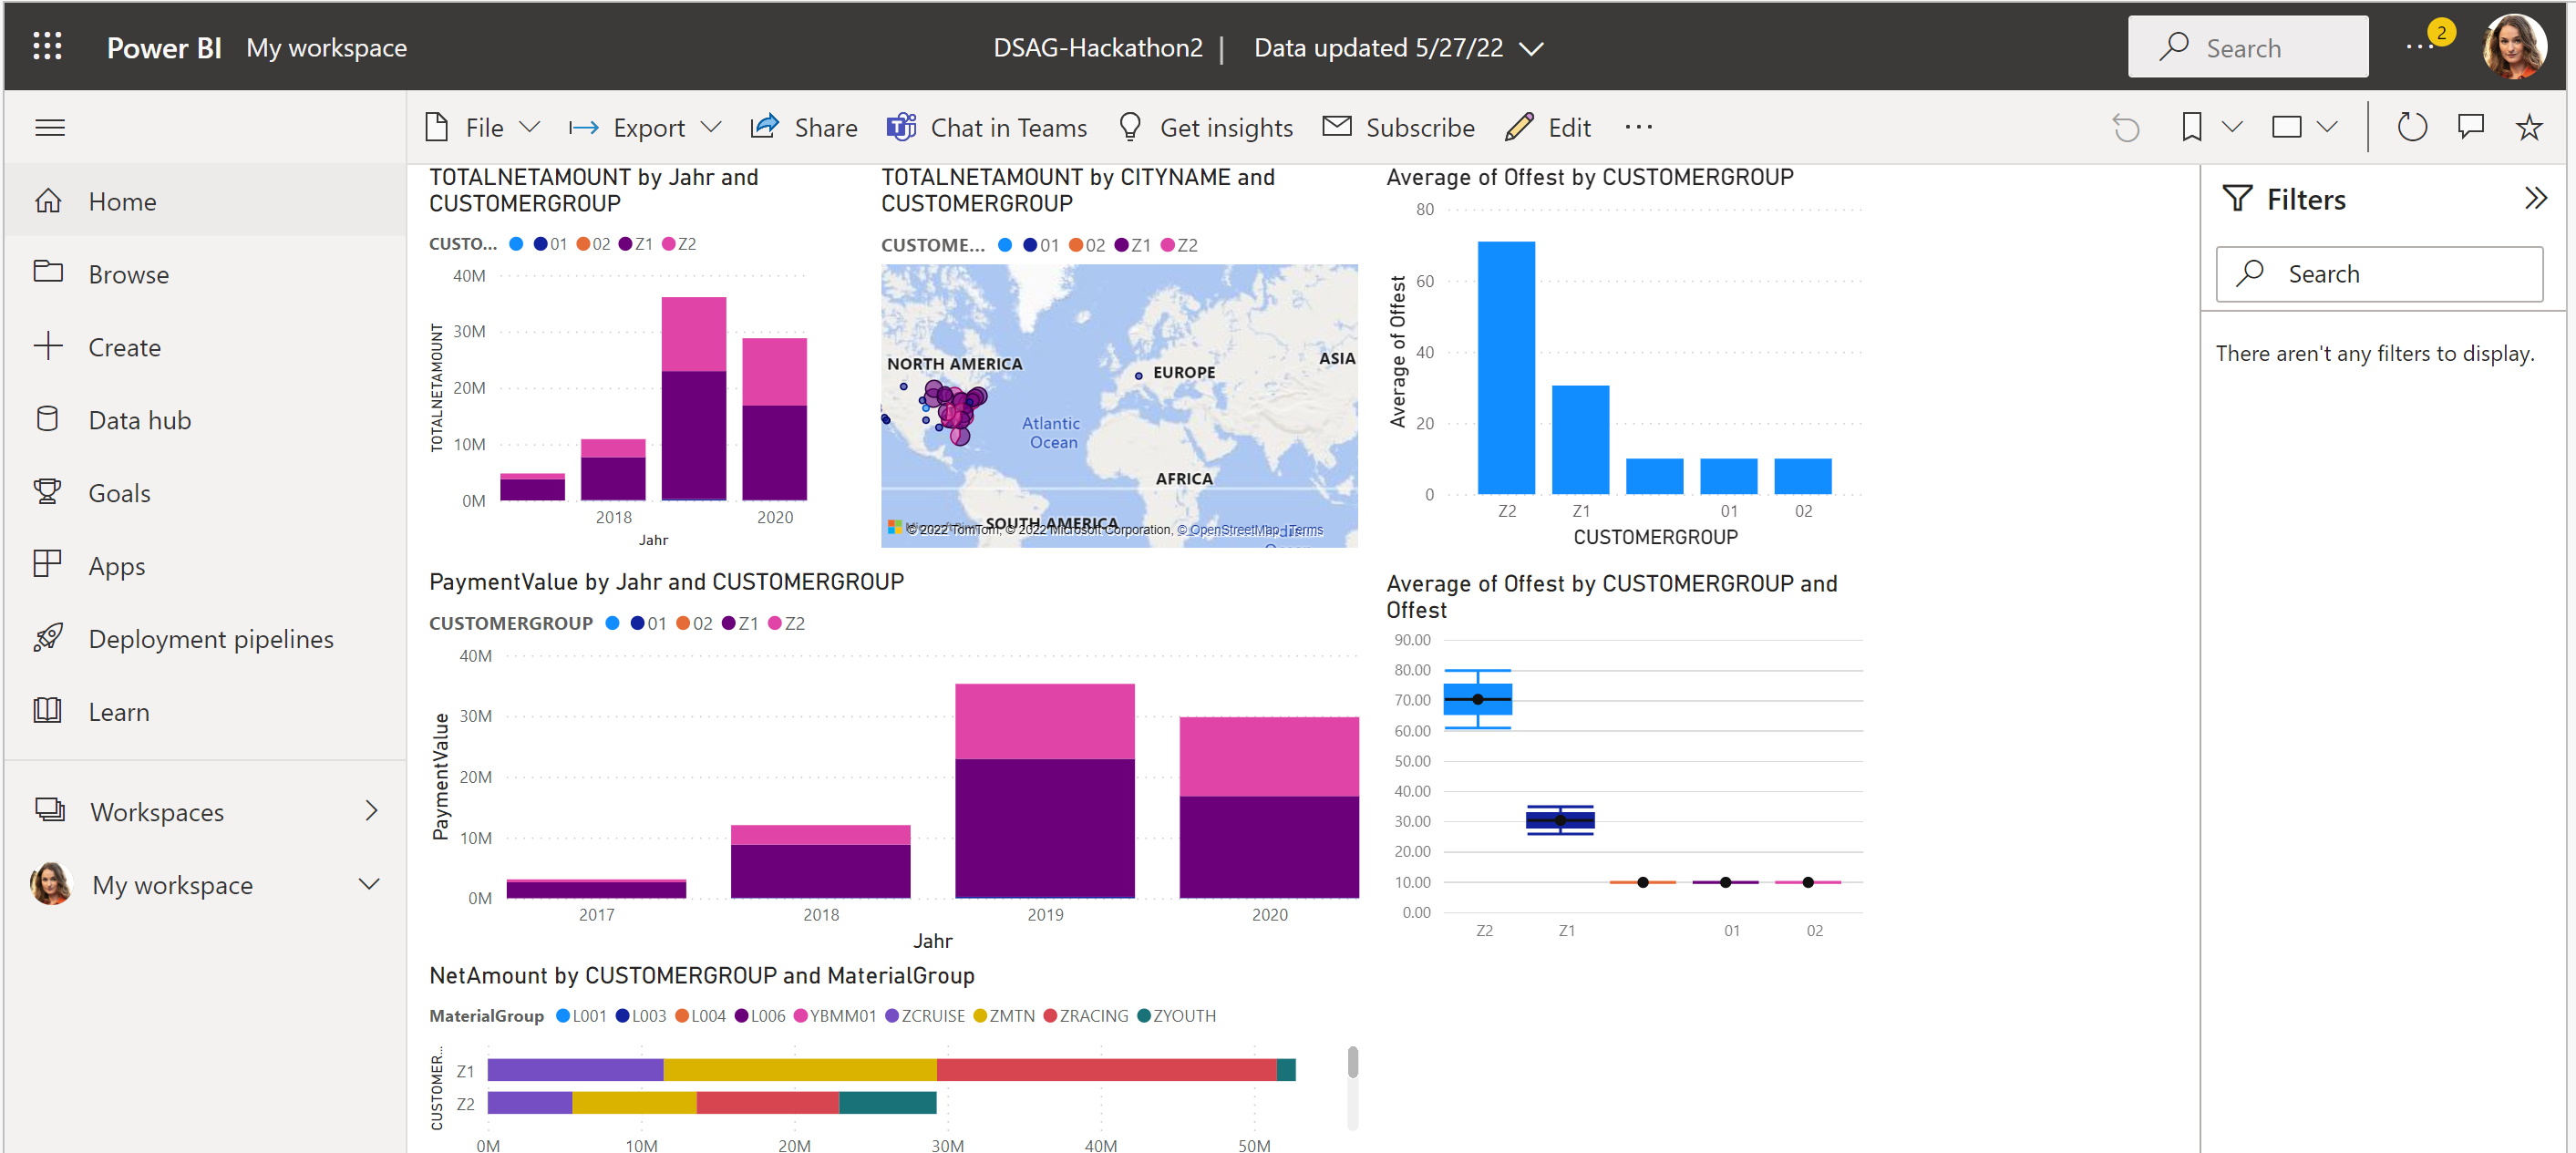 Power BI My workspace
DSAG-Hackathon2 | Data updated 5/27/22
Search
2
File Export Share Chat in Teams Get insights Subscribe Edit
Home
Browse
Create
Data hub
Goals
Apps
Deployment pipelines
Learn
Workspaces
My workspace
TOTALNETAMOUNT by Jahr and
CUSTOMERGROUP
CUSTO... 01 02 Z1 Z2
TOTALNETAMOUNT
40M
30M
20M
10M
0M
2018 2020
Jahr
TOTALNETAMOUNT by CITYNAME and
CUSTOMERGROUP
CUSTOME... 01 02 Z1 Z2
NORTH AMERICA
EUROPE
ASIA
Atlantic
Ocean
AFRICA
SOUTH AMERICA
© 2022 TomTom, © 2022 Microsoft Corporation, © OpenStreetMap Terms
Average of Offest by CUSTOMERGROUP
Average of Offest
80
60
40
20
0
Z2 Z1 01 02
CUSTOMERGROUP
PaymentValue by Jahr and CUSTOMERGROUP
CUSTOMERGROUP 01 02 Z1 Z2
PaymentValue
40M
30M
20M
10M
0M
2017 2018 2019 2020
Jahr
Average of Offest by CUSTOMERGROUP and
Offest
90.00
80.00
70.00
60.00
50.00
40.00
30.00
20.00
10.00
0.00
Z2 Z1 01 02
NetAmount by CUSTOMERGROUP and MaterialGroup
MaterialGroup L001 L003 L004 L006 YBMM01 ZCRUISE ZMTN ZRACING ZYOUTH
CUSTOMER...
Z1
Z2
0M 10M 20M 30M 40M 50M
Filters
Search
There aren't any filters to display.